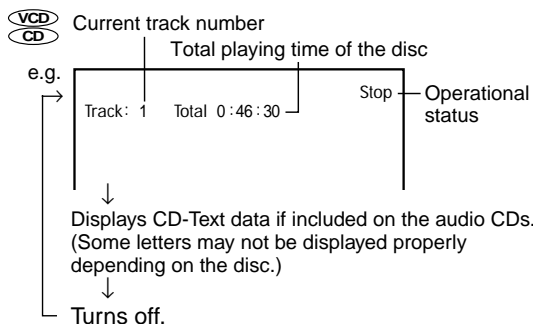 VCD
CD
Current track number
Total playing time of the disc
e.g.
Stop
Operational
status
Track: 1 Total 0:46:30
Displays CD-Text data if included on the audio CDs.
(Some letters may not be displayed properly
depending on the disc.)
Turns off.